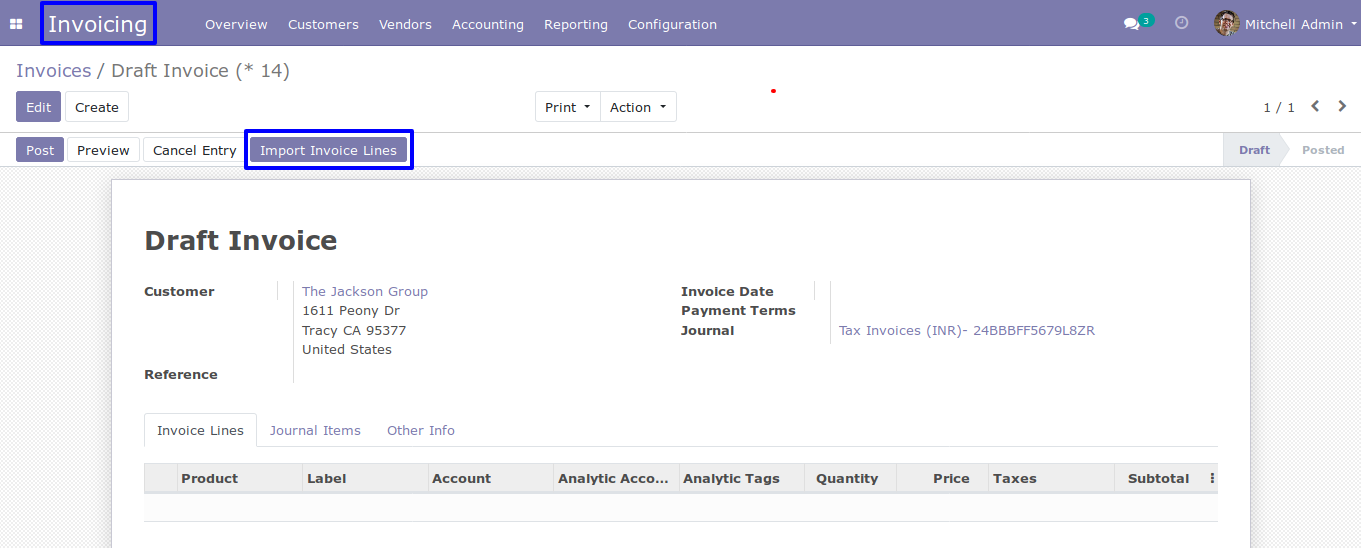 Invoicing Overview Customers Vendors Accounting Reporting Configuration 3 Mitchell Admin
Invoices / Draft Invoice (* 14)
Edit Create Print Action 1 / 1
Post Preview Cancel Entry Import Invoice Lines Draft Posted
Draft Invoice
Customer The Jackson Group Invoice Date
1611 Peony Dr Payment Terms
Tracy CA 95377 Journal Tax Invoices (INR)- 24BBBFF5679L8ZR
United States
Reference
Invoice Lines Journal Items Other Info
Product Label Account Analytic Acco... Analytic Tags Quantity Price Taxes Subtotal